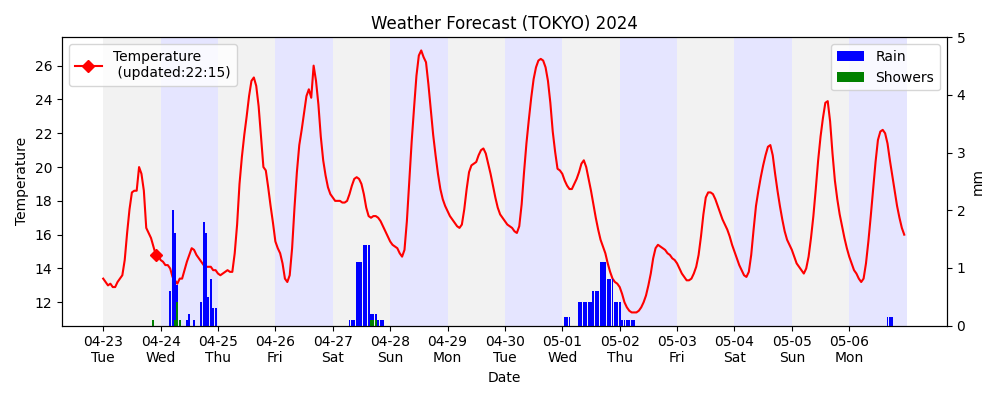 Weather Forecast (TOKYO) 2024
Temperature
(updated:22:15)
Rain
Showers
Temperature
26
24
22
20
18
16
14
12
5
4
3
2
1
0
mm
04-23 04-24 04-25 04-26 04-27 04-28 04-29 04-30 05-01 05-02 05-03 05-04 05-05 05-06
Tue Wed Thu Fri Sat Sun Mon Tue Wed Thu Fri Sat Sun Mon
Date